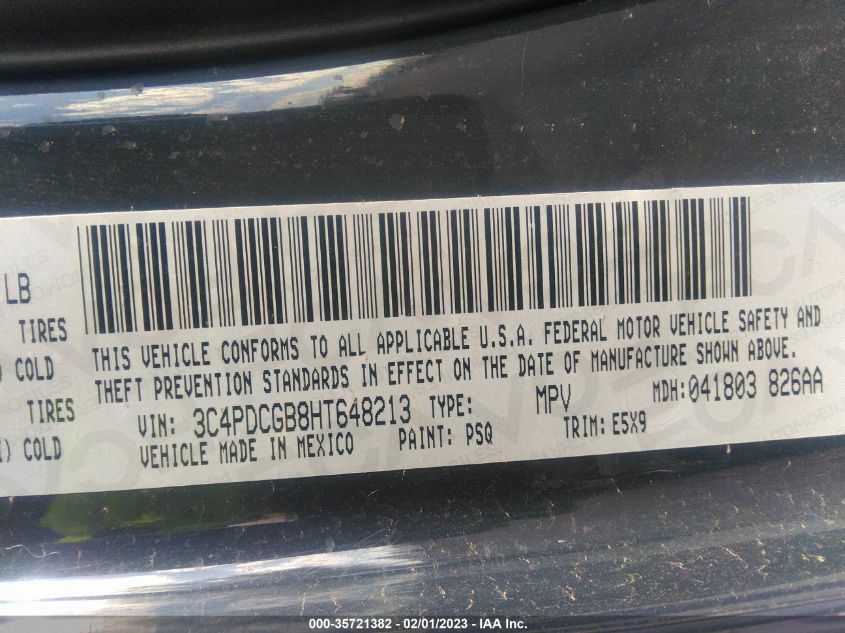 LB
TIRES
COLD
TIRES
) COLD
THIS VEHICLE CONFORMS TO ALL APPLICABLE U.S.A. FEDERAL MOTOR VEHICLE SAFETY AND
THEFT PREVENTION STANDARDS IN EFFECT ON THE DATE OF MANUFACTURE SHOWN ABOVE.
VIN: 3C4PDCGB8HT648213 TYPE: MPV MDH: 041803 826AA
VEHICLE MADE IN MEXICO PAINT: PSQ TRIM: E5X9
000-35721382 — 02/01/2023 — IAA Inc.